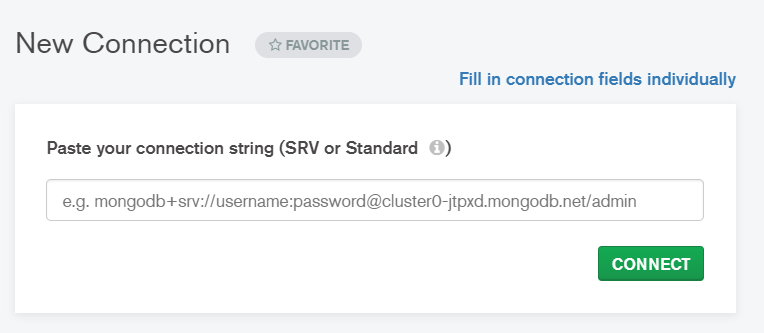 New Connection
FAVORITE
Fill in connection fields individually
Paste your connection string (SRV or Standard )
e.g. mongodb+srv://username:password@cluster0-jtpxd.mongodb.net/admin
CONNECT